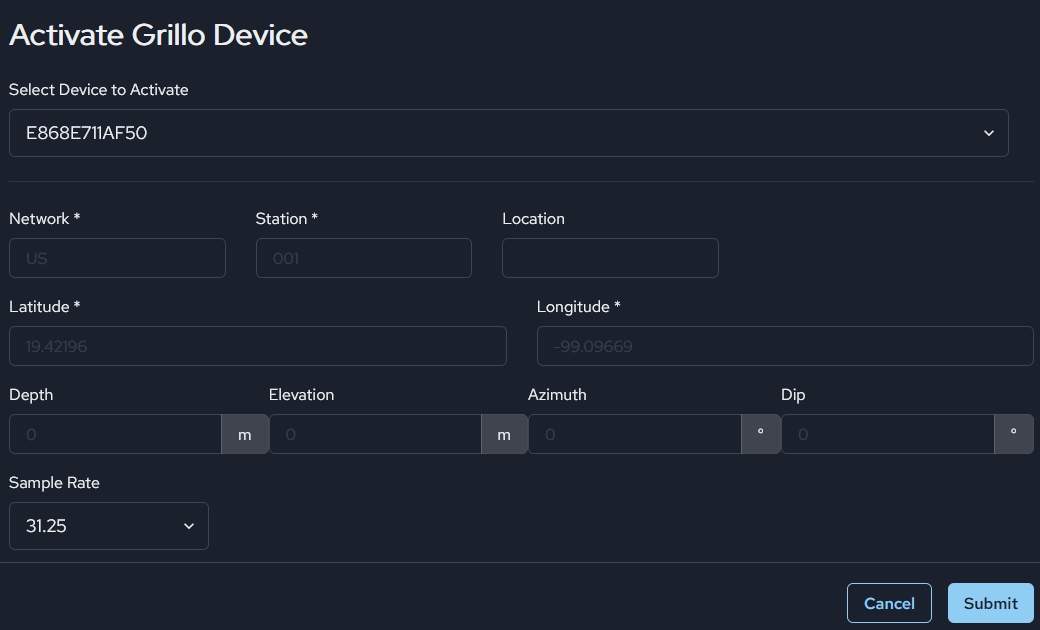 Activate Grillo Device
Select Device to Activate
E868E711AF50
Network * Station * Location
US 001
Latitude * Longitude *
19.42196 -99.09669
Depth Elevation Azimuth Dip
0 m 0 m 0 ° 0 °
Sample Rate
31.25
Cancel Submit